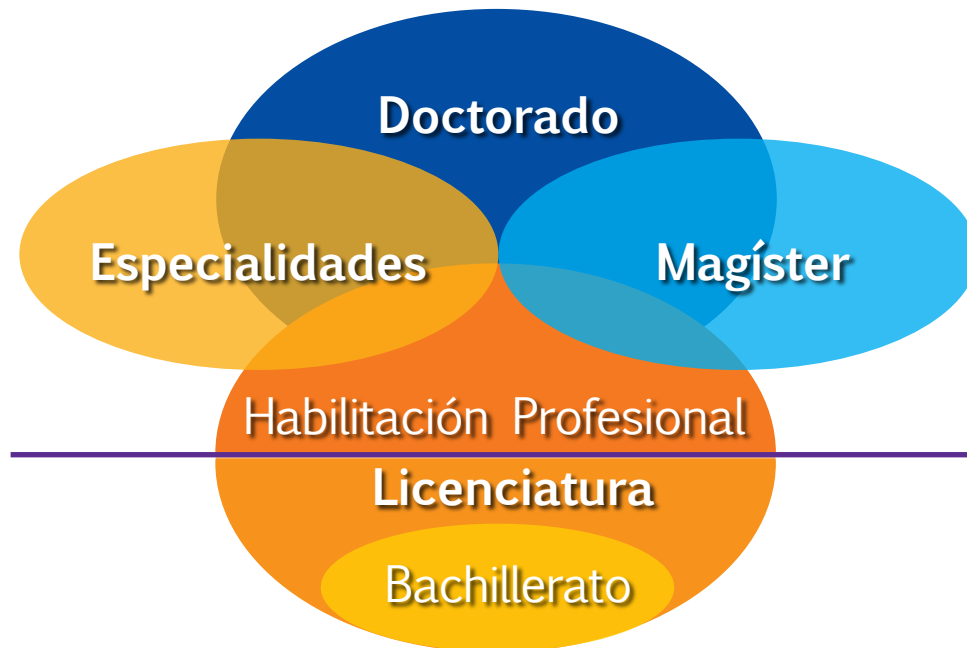 Doctorado
Especialidades
Magíster
Habilitación Profesional
Licenciatura
Bachillerato